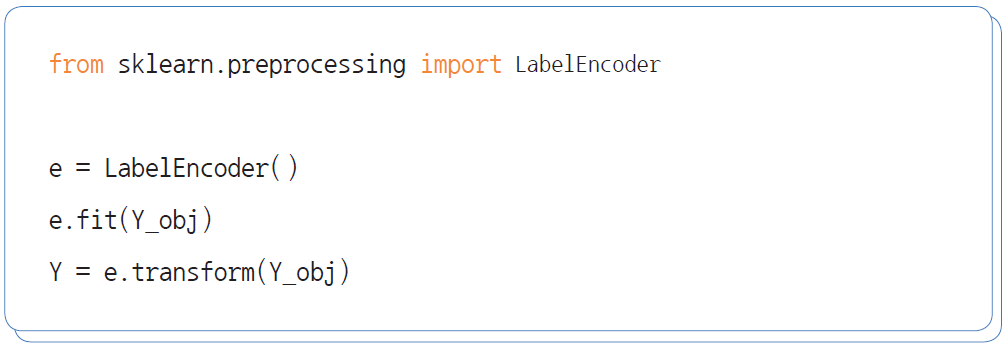 from sklearn.preprocessing import LabelEncoder
e = LabelEncoder()
e.fit(Y_obj)
Y = e.transform(Y_obj)